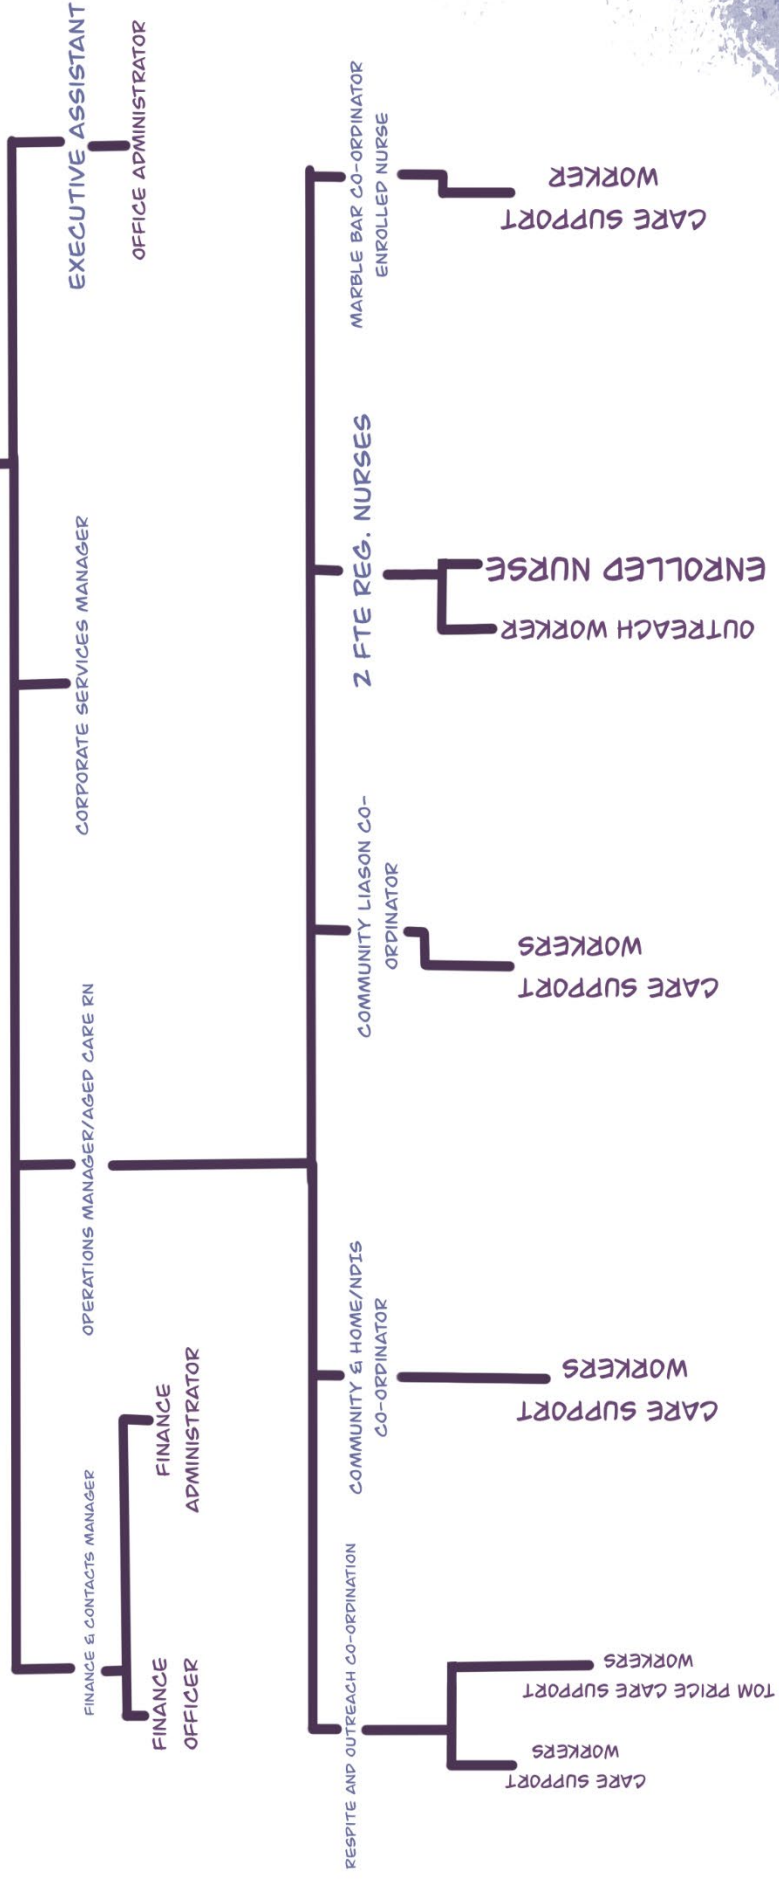 FINANCE & CONTACTS MANAGER
OPERATIONS MANAGER/AGED CARE RN
CORPORATE SERVICES MANAGER
EXECUTIVE ASSISTANT
FINANCE
OFFICER
FINANCE
ADMINISTRATOR
OFFICE ADMINISTRATOR
RESPITE AND OUTREACH CO-ORDINATION
COMMUNITY & HOME/NDIS
CO-ORDINATOR
COMMUNITY LIASON CO-
ORDINATOR
2 FTE REG. NURSES
MARBLE BAR CO-ORDINATOR
ENROLLED NURSE
CARE SUPPORT
WORKERS
TOM PRICE CARE SUPPORT
WORKERS
CARE SUPPORT
WORKERS
CARE SUPPORT
WORKERS
OUTREACH WORKER
ENROLLED NURSE
CARE SUPPORT
WORKER